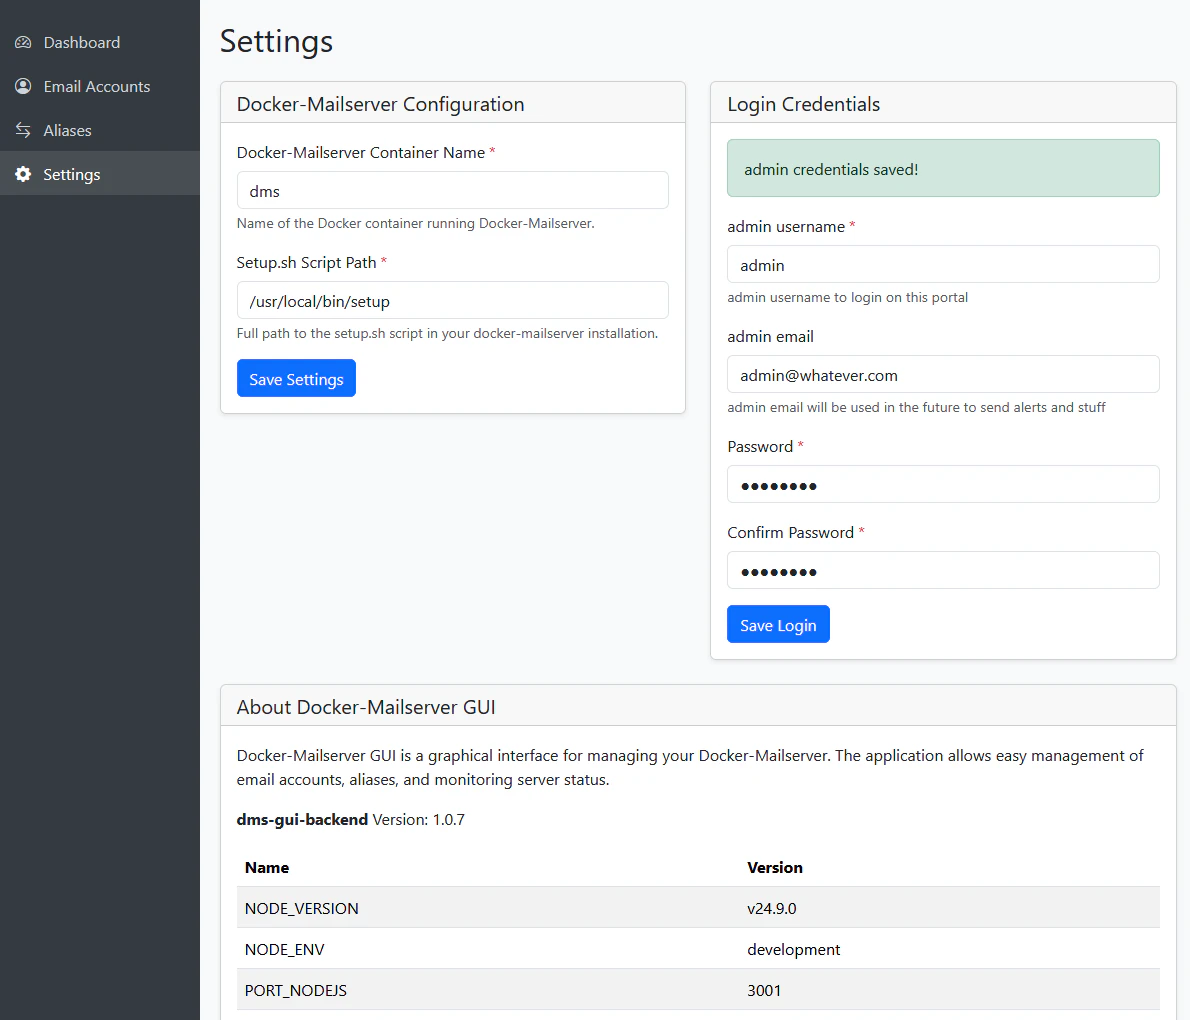 Dashboard
Email Accounts
Aliases
Settings
Settings
Docker-Mailserver Configuration
Docker-Mailserver Container Name *
dms
Name of the Docker container running Docker-Mailserver.
Setup.sh Script Path *
/usr/local/bin/setup
Full path to the setup.sh script in your docker-mailserver installation.
Save Settings
Login Credentials
admin credentials saved!
admin username *
admin
admin username to login on this portal
admin email
admin@whatever.com
admin email will be used in the future to send alerts and stuff
Password *
●●●●●●●●
Confirm Password *
●●●●●●●●
Save Login
About Docker-Mailserver GUI
Docker-Mailserver GUI is a graphical interface for managing your Docker-Mailserver. The application allows easy management of
email accounts, aliases, and monitoring server status.
dms-gui-backend Version: 1.0.7
Name Version
NODE_VERSION v24.9.0
NODE_ENV development
PORT_NODEJS 3001